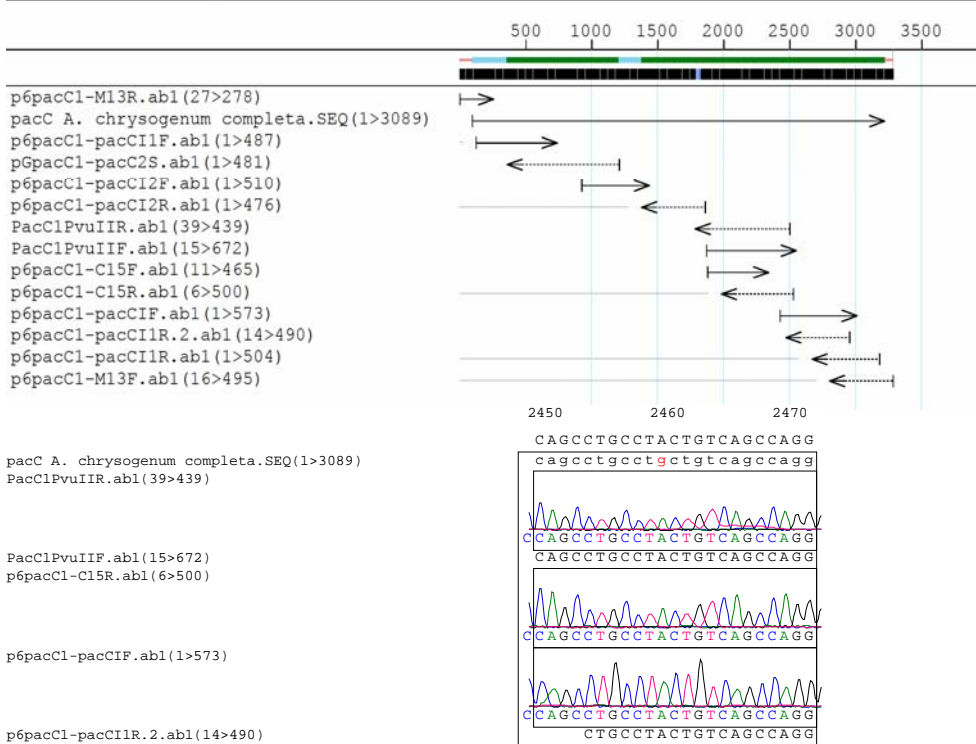 500 1000 1500 2000 2500 3000 3500
p6pacC1-M13R.ab1(27>278)
pacC A. chrysogenum completa.SEQ(1>3089)
p6pacC1-pacCI1F.ab1(1>487)
pGpacC1-pacC2S.ab1(1>481)
p6pacC1-pacCI2F.ab1(1>510)
p6pacC1-pacCI2R.ab1(1>476)
PacC1PvuIIR.ab1(39>439)
PacC1PvuIIF.ab1(15>672)
p6pacC1-C15F.ab1(11>465)
p6pacC1-C15R.ab1(6>500)
p6pacC1-pacCIF.ab1(1>573)
p6pacC1-pacCI1R.2.ab1(14>490)
p6pacC1-pacCI1R.ab1(1>504)
p6pacC1-M13F.ab1(16>495)
2450 2460 2470
CAGCCTGCCTACTGTCAGCCAGG
pacC A. chrysogenum completa.SEQ(1>3089) cagcctgcctgctgtcagccagg
PacC1PvuIIR.ab1(39>439)
CCAGCCTGCCTACTGTCAGCCAGG
PacC1PvuIIF.ab1(15>672) CAGCCTGCCTACTGTCAGCCAGG
p6pacC1-C15R.ab1(6>500)
CCAGCCTGCCTACTGTCAGCCAGG
p6pacC1-pacCIF.ab1(1>573)
CCAGCCTGCCTACTGTCAGCCAGG
p6pacC1-pacCI1R.2.ab1(14>490) CTGCCTACTGTCAGCCAGG